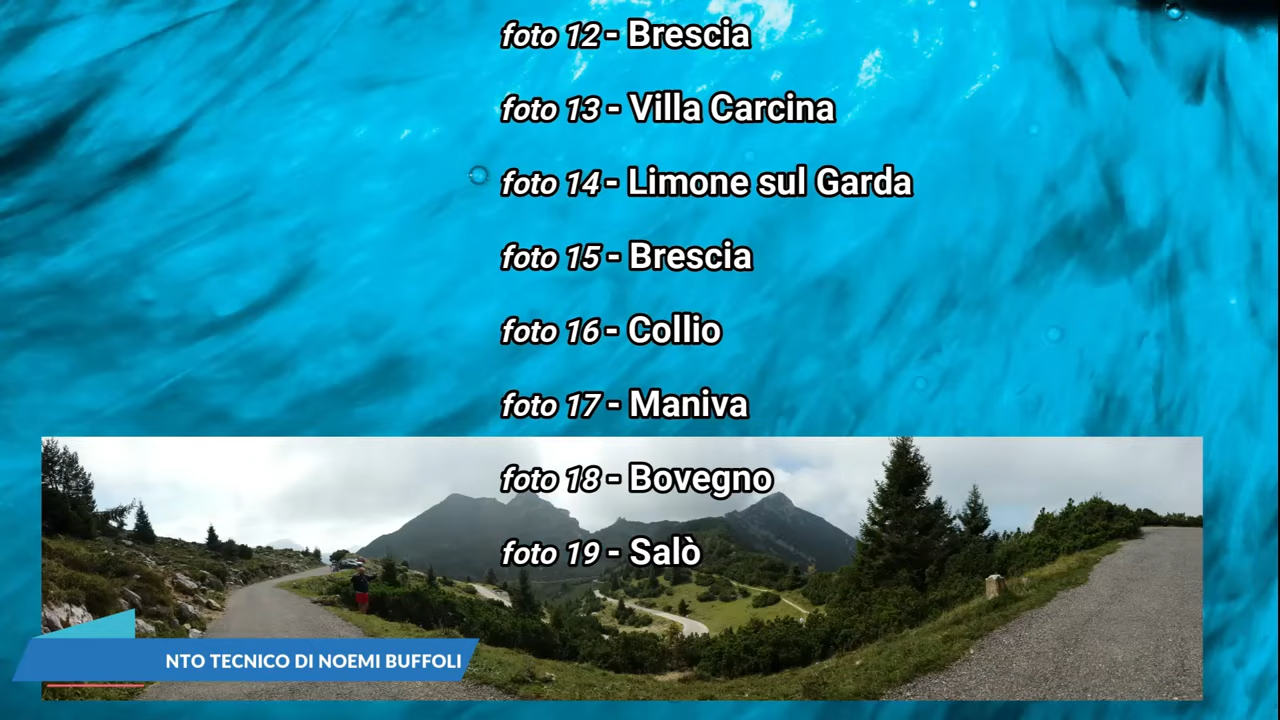 foto 12 - Brescia
foto 13 - Villa Carcina
foto 14 - Limone sul Garda
foto 15 - Brescia
foto 16 - Collio
foto 17 - Maniva
foto 18 - Bovegno
foto 19 - Salò
NTO TECNICO DI NOEMI BUFFOLI